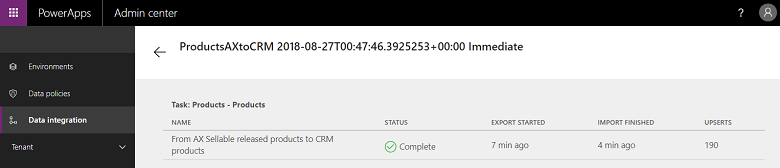 PowerApps Admin center ?
ProductsAXtoCRM 2018-08-27T00:47:46.3925253+00:00 Immediate
Environments
Data policies
Data integration
Tenant
Task: Products - Products
NAME STATUS EXPORT STARTED IMPORT FINISHED UPSERTS
From AX Sellable released products to CRM Complete 7 min ago 4 min ago 190
products